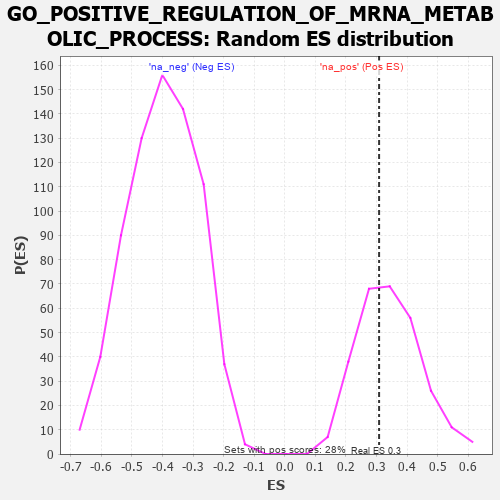 GO_POSITIVE_REGULATION_OF_MRNA_METAB
OLIC_PROCESS: Random ES distribution
'na_neg' (Neg ES)
'na_pos' (Pos ES)
160
150
140
130
120
110
100
90
80
70
60
50
40
30
20
10
0
P(ES)
Sets with pos scores: 28%
Real ES 0.3
-0.7 -0.6 -0.5 -0.4 -0.3 -0.2 -0.1 0.0 0.1 0.2 0.3 0.4 0.5 0.6
ES